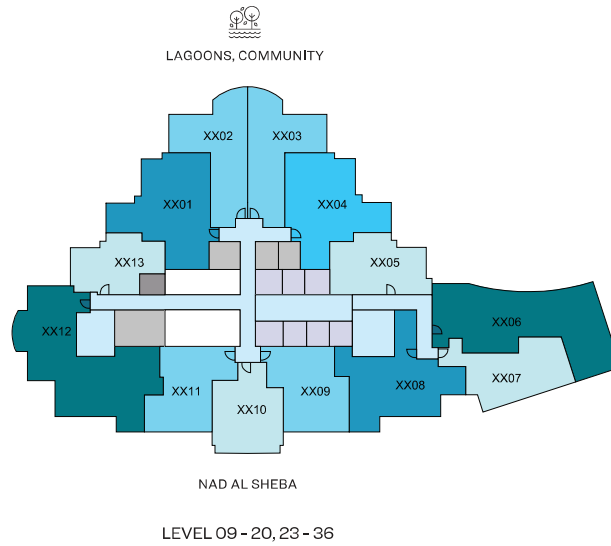 LAGOONS, COMMUNITY
XX02
XX03
XX01
XX04
XX13
XX05
XX12
XX06
XX07
XX11
XX09
XX08
XX10
NAD AL SHEBA
LEVEL 09 - 20, 23 - 36